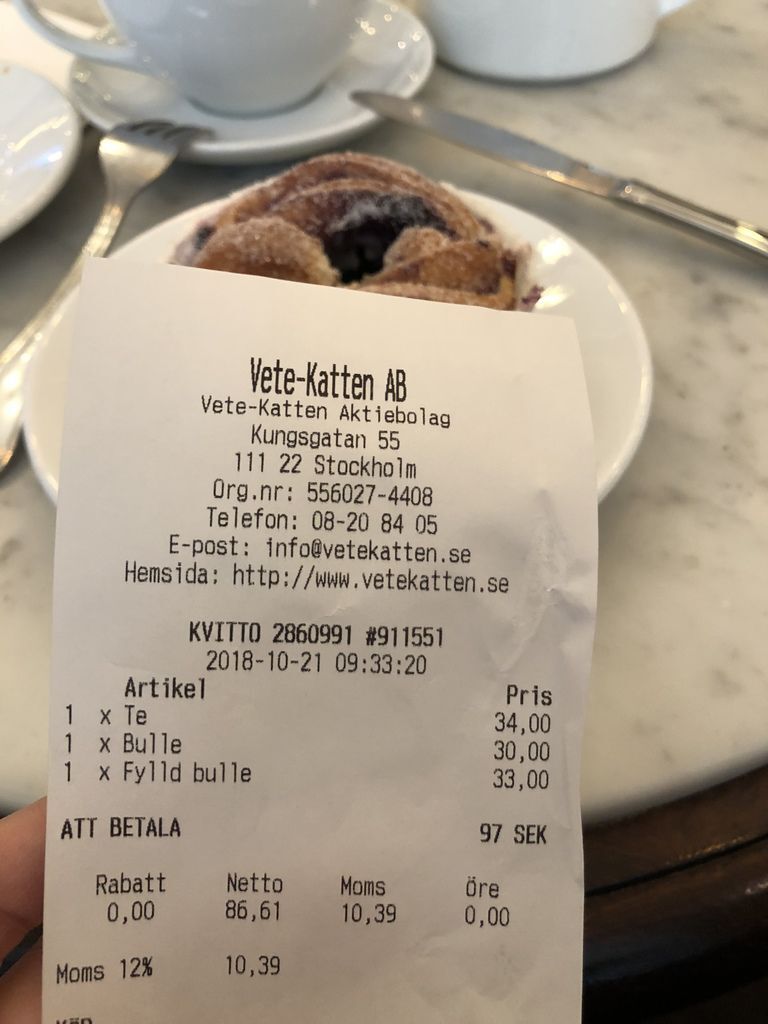 Vete-Katten AB
Vete-Katten Aktiebolag
Kungsgatan 55
111 22 Stockholm
Org.nr: 556027-4408
Telefon: 08-20 84 05
E-post: info@vetekatten.se
Hemsida: http://www.vetekatten.se
KVITTO 2860991 #911551
2018-10-21 09:33:20
Artikel Pris
1 x Te 34,00
1 x Bulle 30,00
1 x Fylld bulle 33,00
ATT BETALA 97 SEK
Rabatt Netto Moms öre
0,00 86,61 10,39 0,00
Moms 12% 10,39